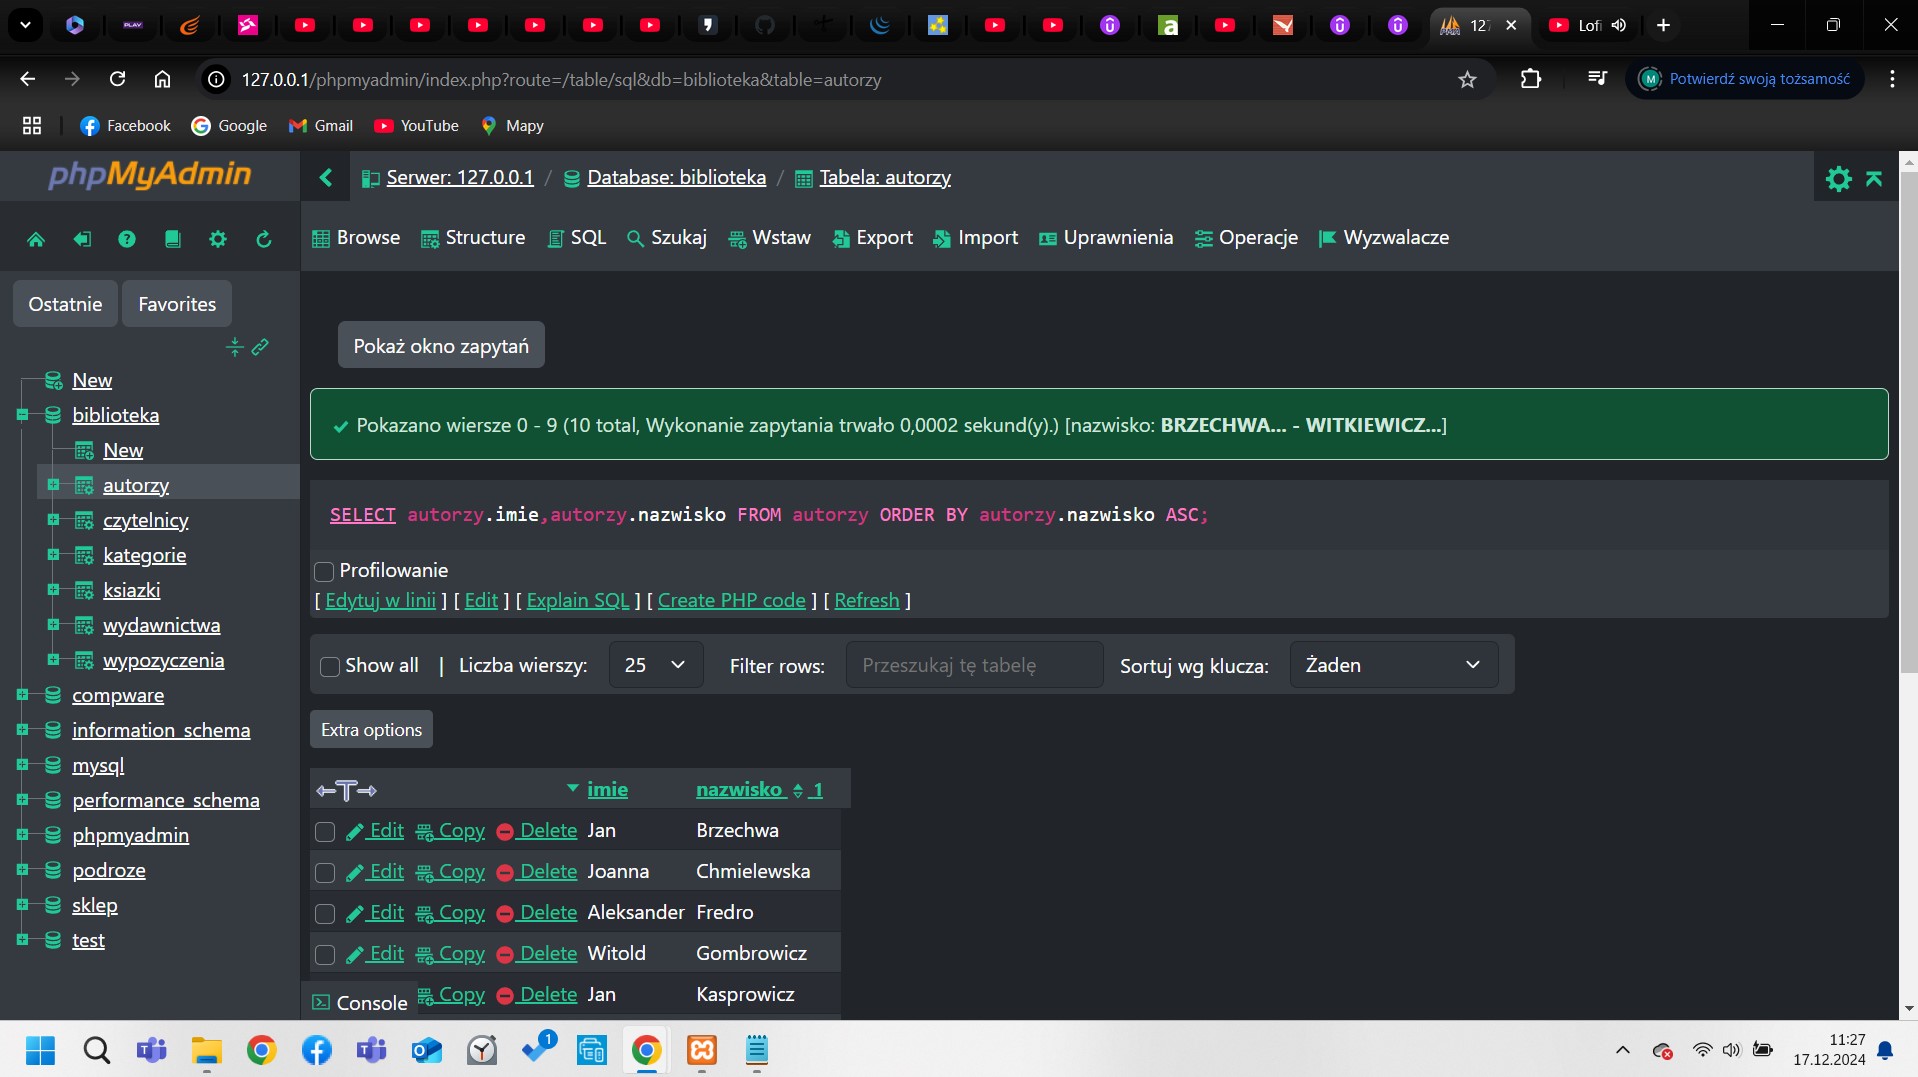 PLAY
127
Lofi
127.0.0.1/phpmyadmin/index.php?route=/table/sql&db=biblioteka&table=autorzy
M
Potwierdź swoją tożsamość
Facebook
Google
Gmail
YouTube
Mapy
phpMyAdmin
Serwer: 127.0.0.1 / Database: biblioteka / Tabela: autorzy
Browse
Structure
SQL
Szukaj
Wstaw
Export
Import
Uprawnienia
Operacje
Wyzwalacze
Ostatnie
Favorites
New
biblioteka
New
autorzy
czytelnicy
kategorie
ksiazki
wydawnictwa
wypozyczenia
compware
information_schema
mysql
performance_schema
phpmyadmin
podroze
sklep
test
Pokaż okno zapytań
Pokazano wiersze 0 - 9 (10 total, Wykonanie zapytania trwało 0,0002 sekund(y).) [nazwisko: BRZECHWA... - WITKIEWICZ...]
SELECT autorzy.imie,autorzy.nazwisko FROM autorzy ORDER BY autorzy.nazwisko ASC;
Profilowanie
[ Edytuj w linii ] [ Edit ] [ Explain SQL ] [ Create PHP code ] [ Refresh ]
Show all | Liczba wierszy: 25 Filter rows: Przeszukaj tę tabelę Sortuj wg klucza: Żaden
Extra options
←T→ imie nazwisko 1
Edit Copy Delete Jan Brzechwa
Edit Copy Delete Joanna Chmielewska
Edit Copy Delete Aleksander Fredro
Edit Copy Delete Witold Gombrowicz
Copy Delete Jan Kasprowicz
Console
1
11:27
17.12.2024